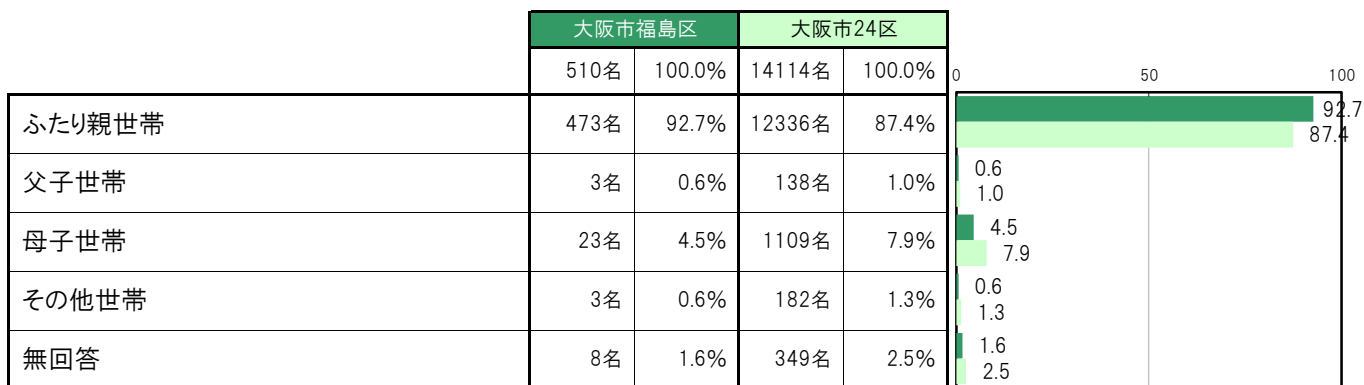 大阪市福島区 大阪市24区
510名 100.0% 14114名 100.0% 0 50 100
ふたり親世帯 473名 92.7% 12336名 87.4% 92.7
87.4
父子世帯 3名 0.6% 138名 1.0% 0.6
1.0
母子世帯 23名 4.5% 1109名 7.9% 4.5
7.9
その他世帯 3名 0.6% 182名 1.3% 0.6
1.3
無回答 8名 1.6% 349名 2.5% 1.6
2.5